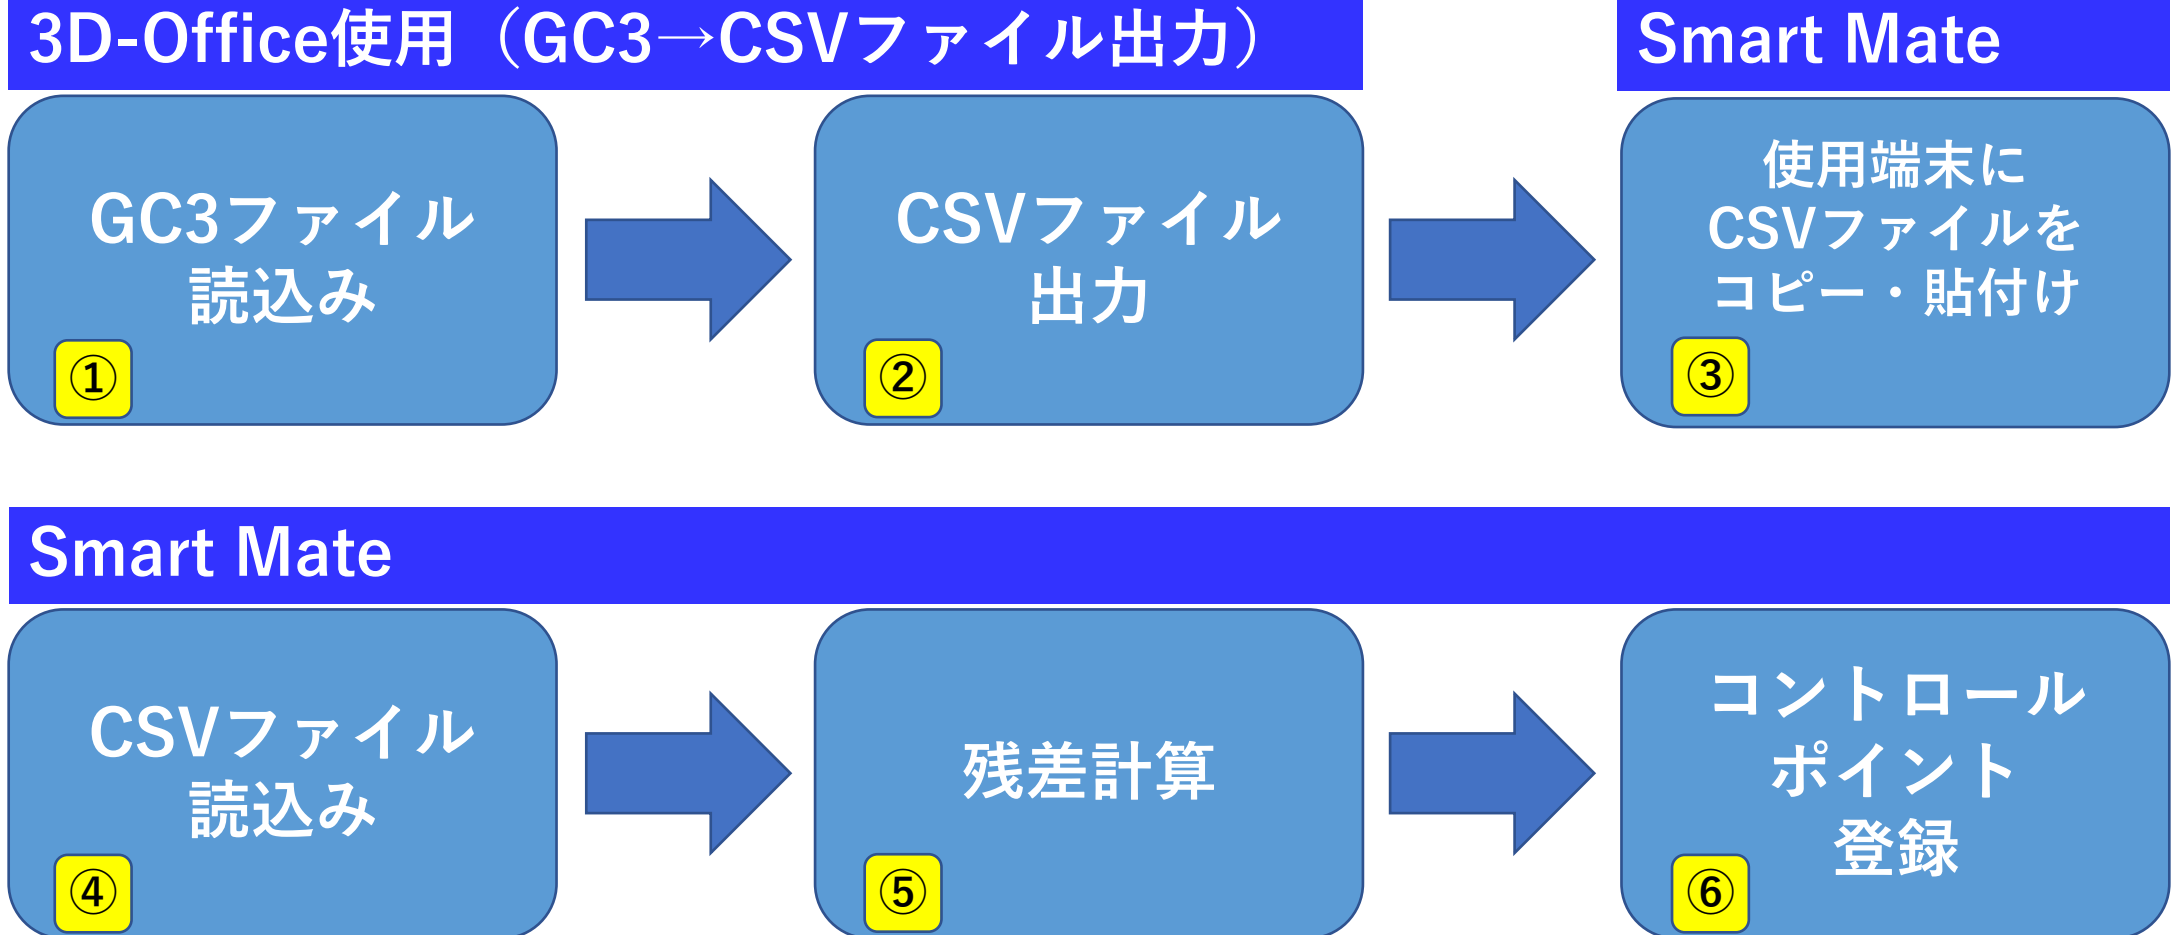 3D-Office使用（GC3→CSVファイル出力）
Smart Mate
GC3ファイル
読込み
①
CSVファイル
出力
②
使用端末に
CSVファイルを
コピー・貼付け
③
Smart Mate
CSVファイル
読込み
④
残差計算
⑤
コントロール
ポイント
登録
⑥